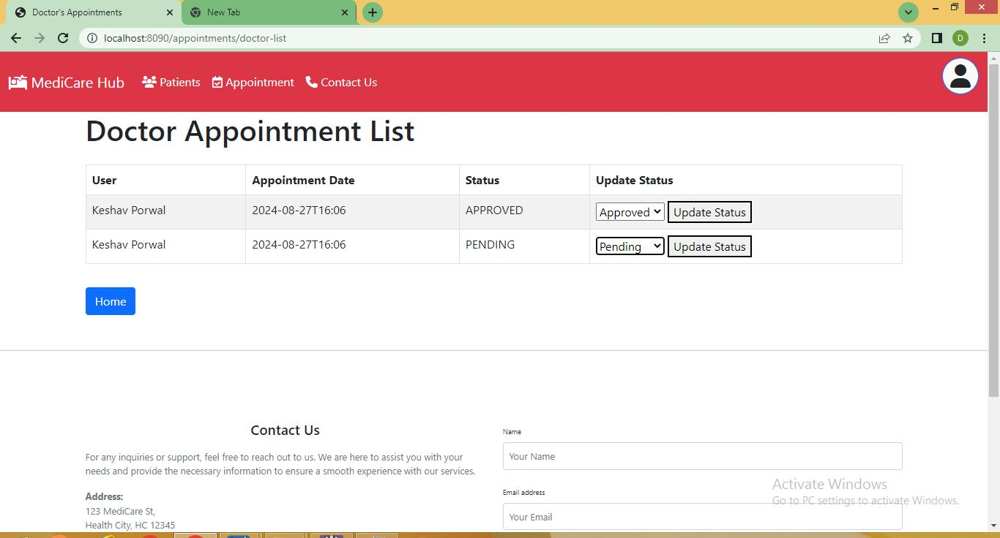 Doctor's Appointments
New Tab
localhost:8090/appointments/doctor-list
D
MediCare Hub Patients Appointment Contact Us
Doctor Appointment List
User Appointment Date Status Update Status
Keshav Porwal 2024-08-27T16:06 APPROVED Approved Update Status
Keshav Porwal 2024-08-27T16:06 PENDING Pending Update Status
Home
Contact Us
For any inquiries or support, feel free to reach out to us. We are here to assist you with your
needs and provide the necessary information to ensure a smooth experience with our services.
Address:
123 MediCare St,
Health City, HC 12345
Name
Your Name
Email address
Your Email
Activate Windows
Go to PC settings to activate Windows.